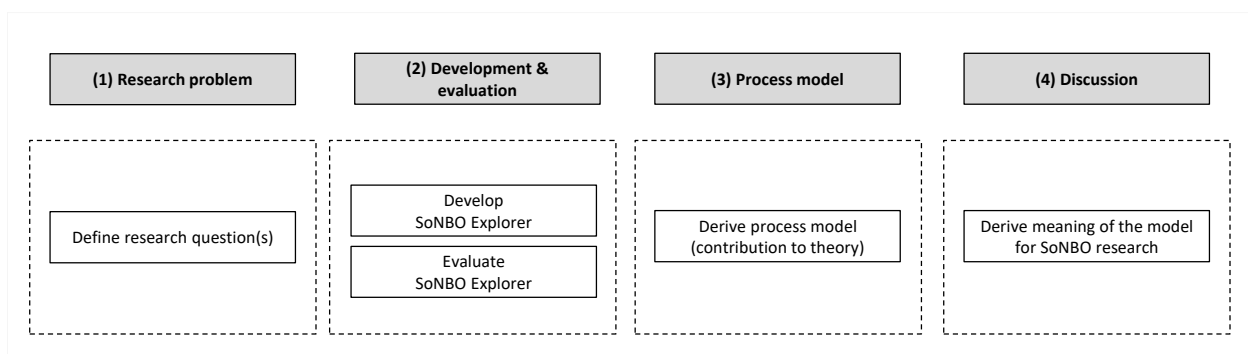 (1) Research problem
(2) Development &
evaluation
(3) Process model
(4) Discussion
Define research question(s)
Develop
SoNBO Explorer
Evaluate
SoNBO Explorer
Derive process model
(contribution to theory)
Derive meaning of the model
for SoNBO research